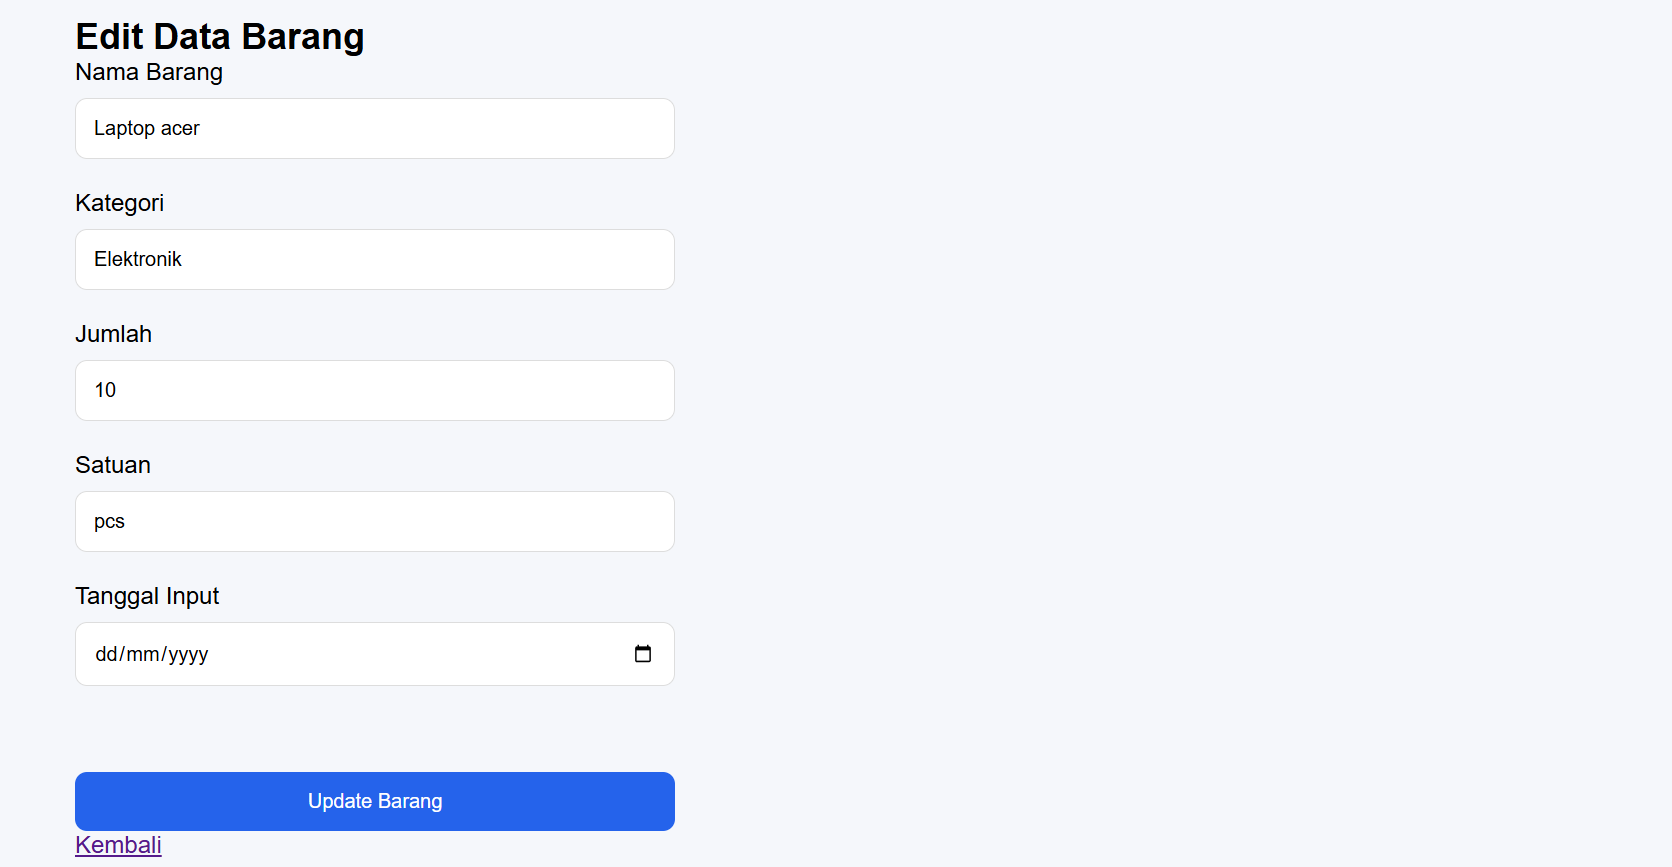 Edit Data Barang
Nama Barang
Laptop acer
Kategori
Elektronik
Jumlah
10
Satuan
pcs
Tanggal Input
dd/mm/yyyy
Update Barang
Kembali